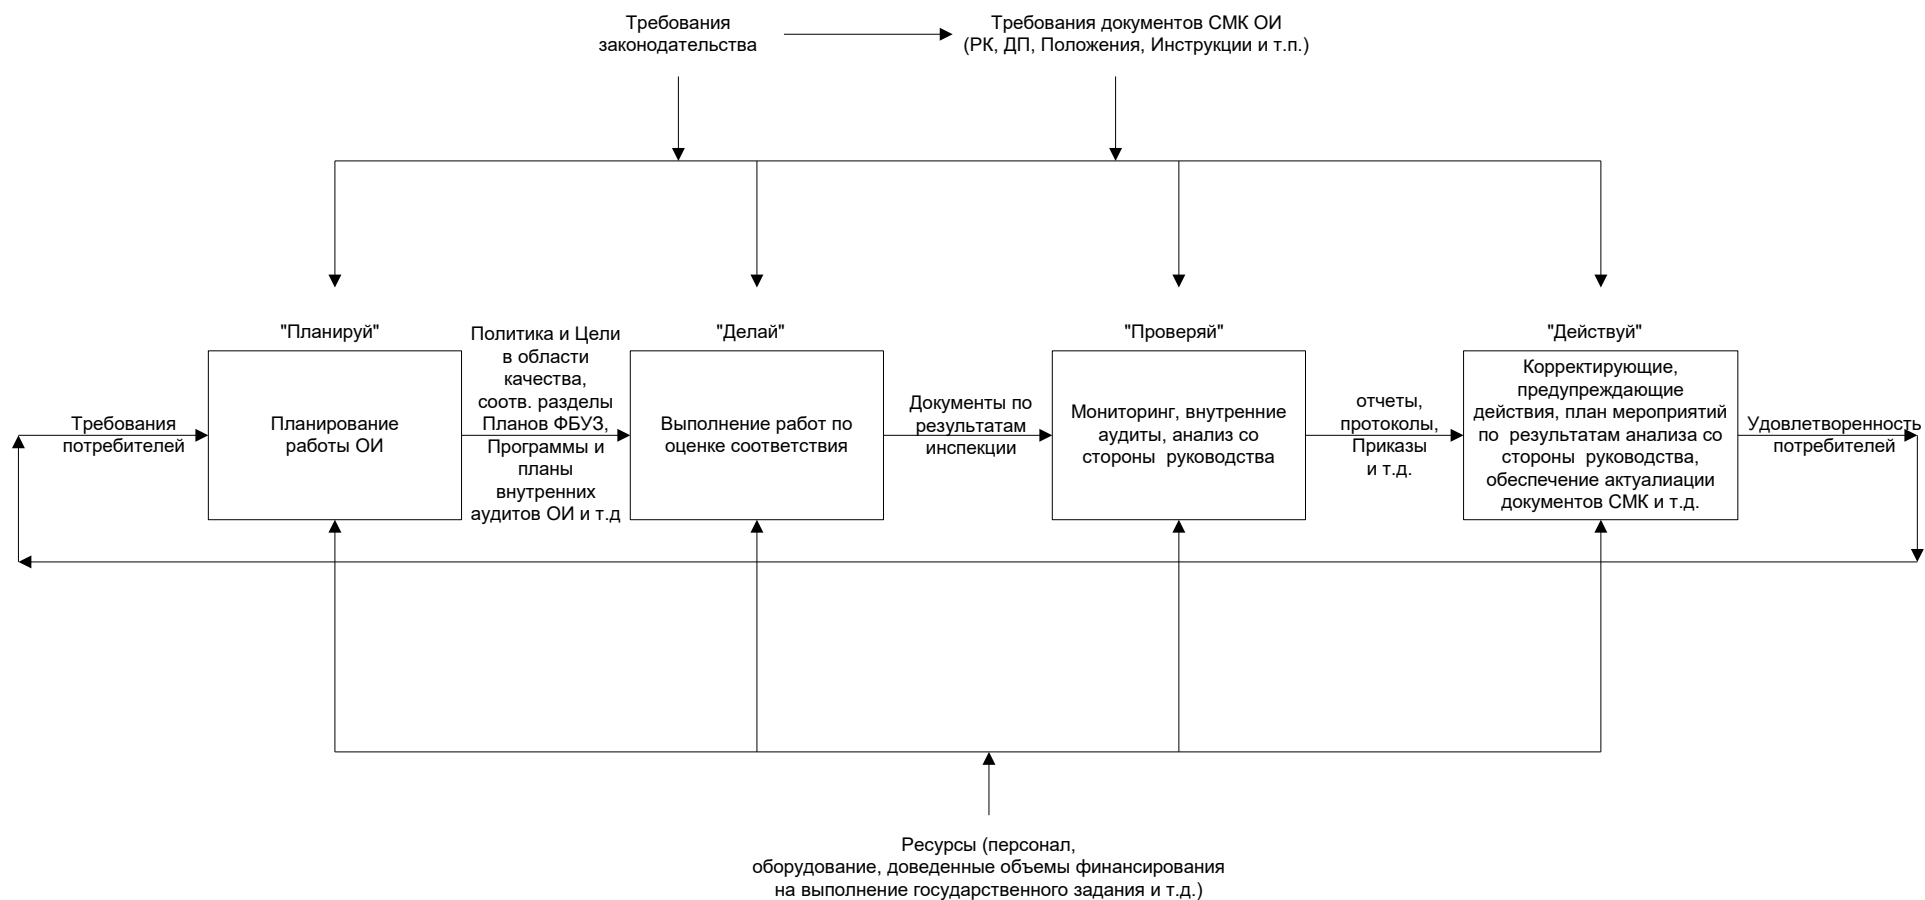 Требования
законодательства
Требования документов СМК ОИ
(РК, ДП, Положения, Инструкции и т.п.)
"Планируй"
Политика и Цели
в области
качества,
соотв. разделы
Планов ФБУЗ,
Программы и
планы
внутренних
аудитов ОИ и т.д
"Делай"
"Проверяй"
"Действуй"
Требования
потребителей
Планирование
работы ОИ
Выполнение работ по
оценке соответствия
Документы по
результатам
инспекции
Мониторинг, внутренние
аудиты, анализ со
стороны руководства
отчеты,
протоколы,
Приказы
и т.д.
Корректирующие,
предупреждающие
действия, план мероприятий
по результатам анализа со
стороны руководства,
обеспечение актуалиации
документов СМК и т.д.
Удовлетворенность
потребителей
Ресурсы (персонал,
оборудование, доведенные объемы финансирования
на выполнение государственного задания и т.д.)